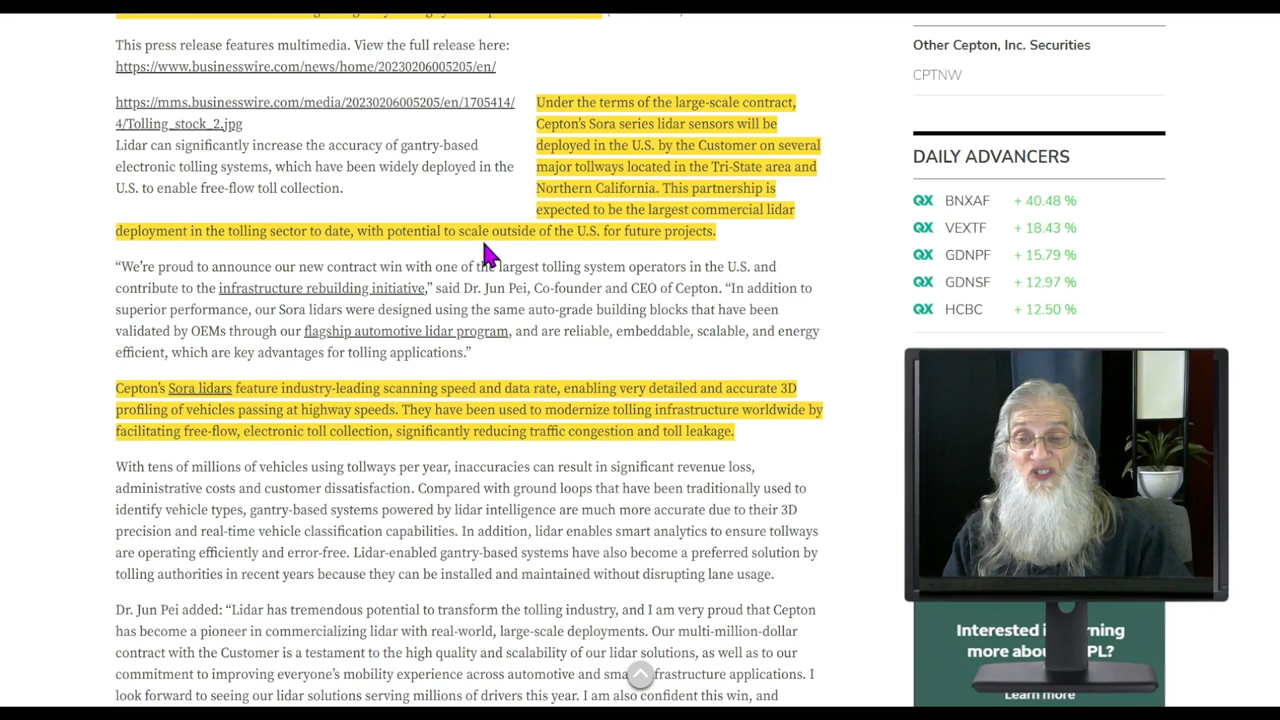 This press release features multimedia. View the full release here:
https://www.businesswire.com/news/home/20230206005205/en/
https://mms.businesswire.com/media/20230206005205/en/1705414/
4/Tolling_stock_2.jpg
Lidar can significantly increase the accuracy of gantry-based
electronic tolling systems, which have been widely deployed in the
U.S. to enable free-flow toll collection.
Under the terms of the large-scale contract,
Cepton’s Sora series lidar sensors will be
deployed in the U.S. by the Customer on several
major tollways located in the Tri-State area and
Northern California. This partnership is
expected to be the largest commercial lidar
deployment in the tolling sector to date, with potential to scale outside of the U.S. for future projects.
“We’re proud to announce our new contract win with one of the largest tolling system operators in the U.S. and
contribute to the infrastructure rebuilding initiative,” said Dr. Jun Pei, Co-founder and CEO of Cepton. “In addition to
superior performance, our Sora lidars were designed using the same auto-grade building blocks that have been
validated by OEMs through our flagship automotive lidar program, and are reliable, embeddable, scalable, and energy
efficient, which are key advantages for tolling applications.”
Cepton’s Sora lidars feature industry-leading scanning speed and data rate, enabling very detailed and accurate 3D
profiling of vehicles passing at highway speeds. They have been used to modernize tolling infrastructure worldwide by
facilitating free-flow, electronic toll collection, significantly reducing traffic congestion and toll leakage.
With tens of millions of vehicles using tollways per year, inaccuracies can result in significant revenue loss,
administrative costs and customer dissatisfaction. Compared with ground loops that have been traditionally used to
identify vehicle types, gantry-based systems powered by lidar intelligence are much more accurate due to their 3D
precision and real-time vehicle classification capabilities. In addition, lidar enables smart analytics to ensure tollways
are operating efficiently and error-free. Lidar-enabled gantry-based systems have also become a preferred solution by
tolling authorities in recent years because they can be installed and maintained without disrupting lane usage.
Dr. Jun Pei added: “Lidar has tremendous potential to transform the tolling industry, and I am very proud that Cepton
has become a pioneer in commercializing lidar with real-world, large-scale deployments. Our multi-million-dollar
contract with the Customer is a testament to the high quality and scalability of our lidar solutions, as well as to our
commitment to improving everyone’s mobility experience across automotive and sma frastructure applications. I
look forward to seeing our lidar solutions serving millions of drivers this year. I am also confident this win, and
Other Cepton, Inc. Securities
CPTNW
DAILY ADVANCERS
QX BNXAF + 40.48 %
QX VEXTF + 18.43 %
QX GDNPF + 15.79 %
QX GDNSF + 12.97 %
QX HCBC + 12.50 %
Interested i rning
more abou PL?
Learn more